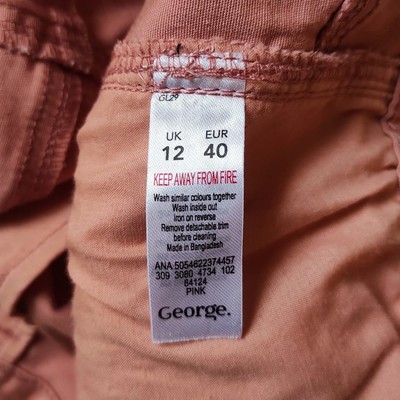 GL29
UK EUR
12 40
KEEP AWAY FROM FIRE
Wash similar colours together
Wash inside out
Iron on reverse
Remove detachable trim
before cleaning
Made in Bangladesh
ANA 5054622374457
309 3080 4734 102
84124
PINK
George.